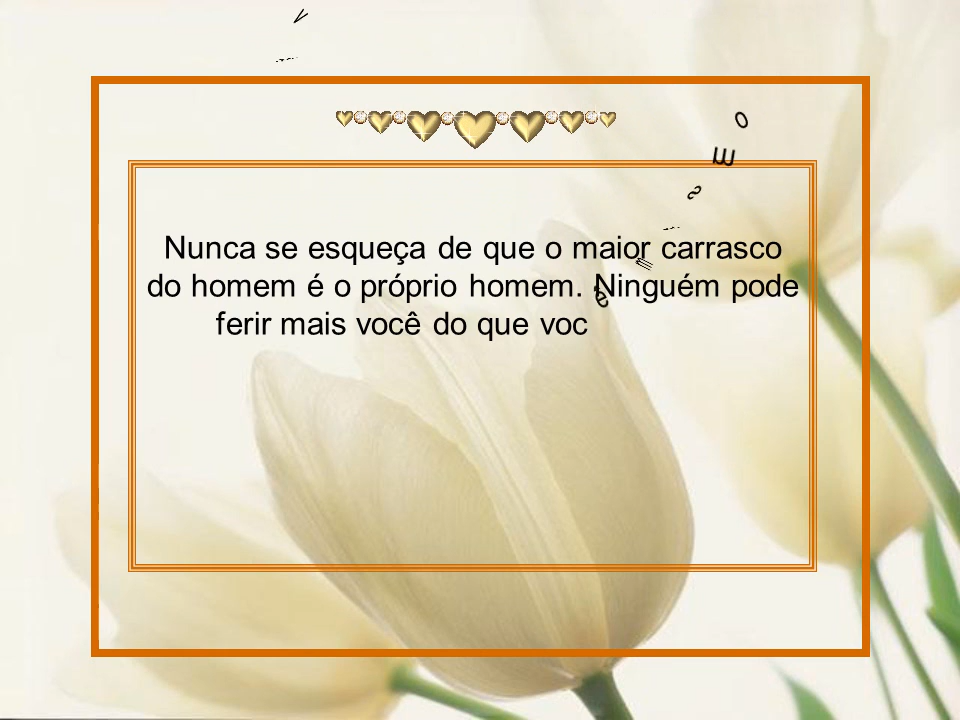 Nunca se esqueça de que o maior carrasco
do homem é o próprio homem. Ninguém pode
ferir mais você do que voc